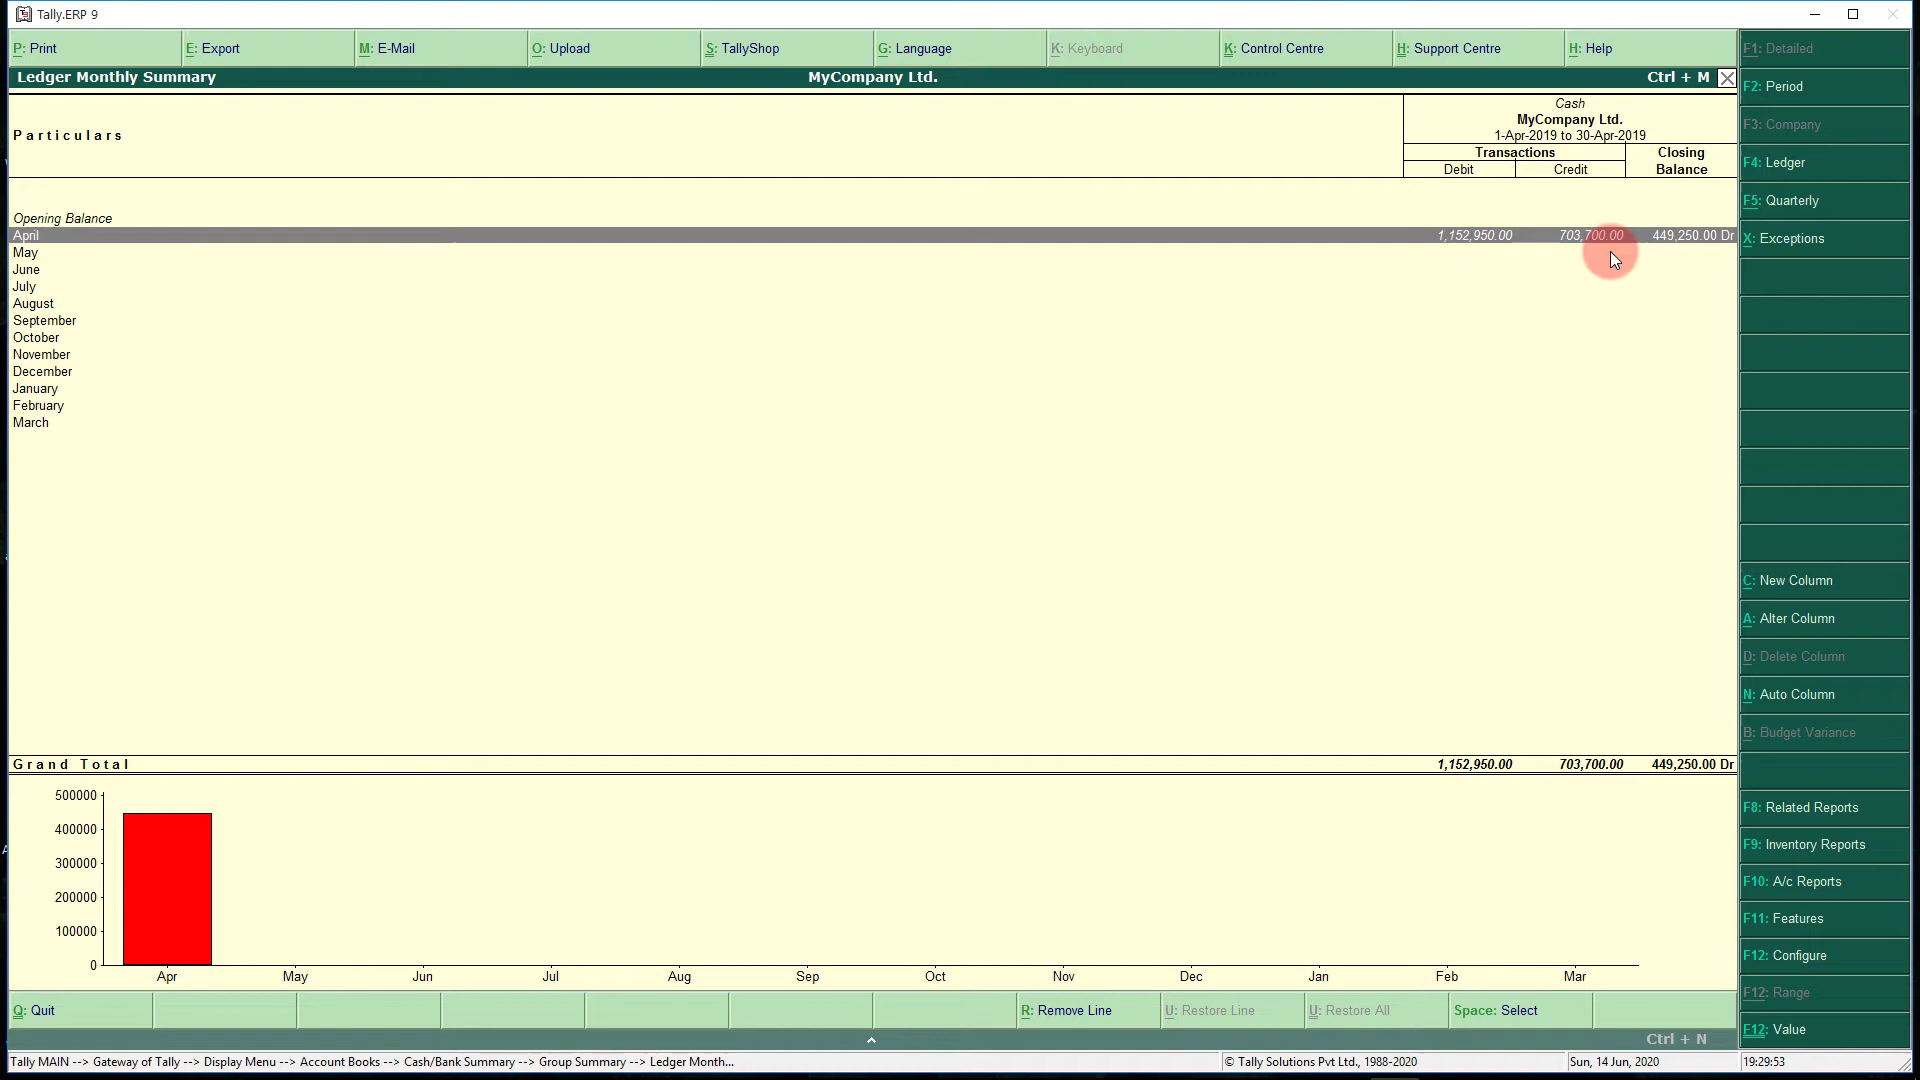 Tally.ERP 9
P: Print E: Export M: E-Mail O: Upload S: TallyShop G: Language K: Keyboard K: Control Centre H: Support Centre H: Help
Ledger Monthly Summary MyCompany Ltd. Ctrl + M
Particulars
Cash
MyCompany Ltd.
1-Apr-2019 to 30-Apr-2019
Transactions Closing
Debit Credit Balance
Opening Balance
April 1,152,950.00 703,700.00 449,250.00 Dr
May
June
July
August
September
October
November
December
January
February
March
Grand Total 1,152,950.00 703,700.00 449,250.00 Dr
500000
400000
300000
200000
100000
0
Apr May Jun Jul Aug Sep Oct Nov Dec Jan Feb Mar
Q: Quit R: Remove Line U: Restore Line U: Restore All Space: Select
Ctrl + N
Tally MAIN --> Gateway of Tally --> Display Menu --> Account Books --> Cash/Bank Summary --> Group Summary --> Ledger Month... © Tally Solutions Pvt Ltd., 1988-2020 Sun, 14 Jun, 2020 19:29:53
F1: Detailed
F2: Period
F3: Company
F4: Ledger
F5: Quarterly
X: Exceptions
C: New Column
A: Alter Column
D: Delete Column
N: Auto Column
B: Budget Variance
F8: Related Reports
F9: Inventory Reports
F10: A/c Reports
F11: Features
F12: Configure
F12: Range
F12: Value